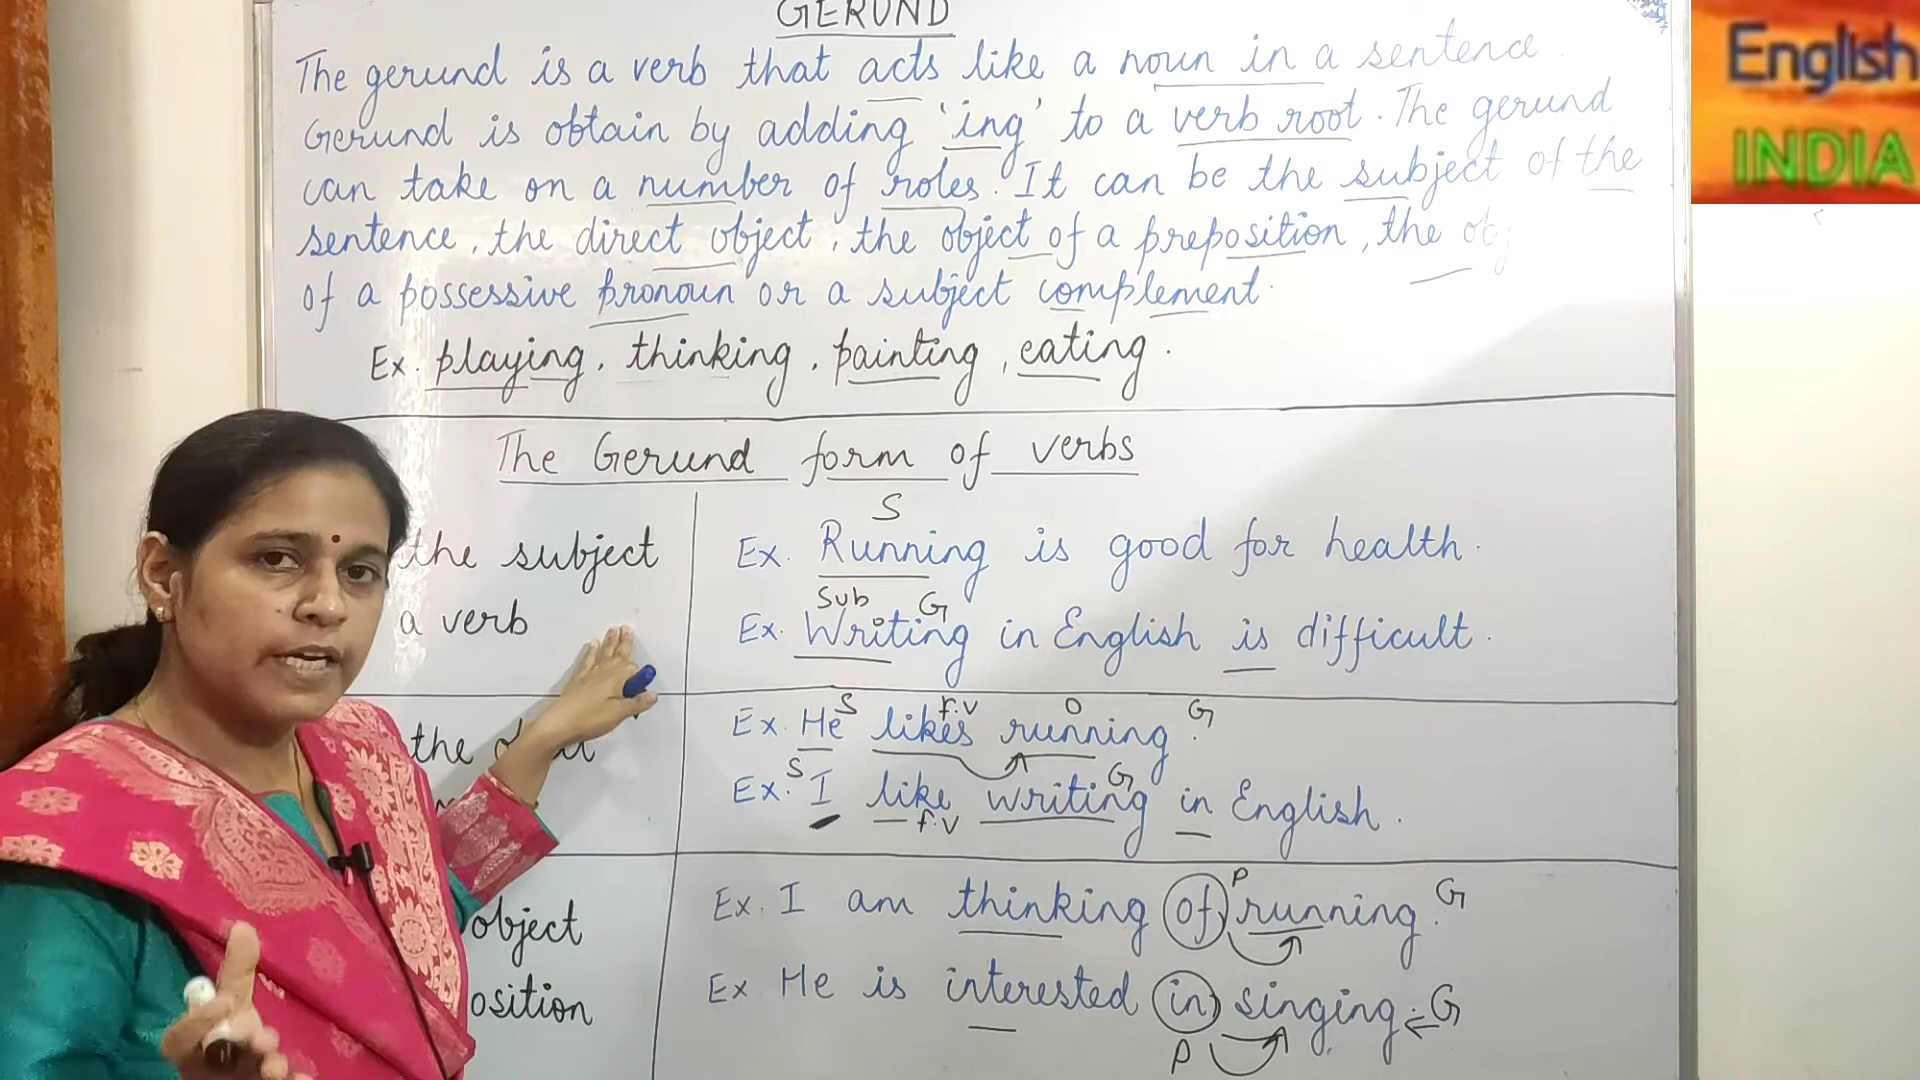 GERUND
English
INDIA
The gerund is a verb that acts like a noun in a sentence.
Gerund is obtain by adding 'ing' to a verb root. The gerund
can take on a number of roles. It can be the subject of the
sentence, the direct object, the object of a preposition, the
of a possessive pronoun or a subject complement.
Ex. playing, thinking, painting, eating.
The Gerund form of verbs
the subject
a verb
S
Ex. Running is good for health.
Sub G
Ex. Writing in English is difficult.
the
S f.v O G
Ex. He likes running.
S G
Ex. I like writing in English.
f.v
object
P G
Ex. I am thinking of running.
Ex He is interested in singing. G
P